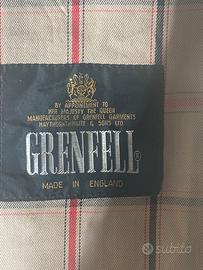 BY APPOINTMENT TO
HER MAJESTY THE QUEEN
MANUFACTURERS OF GRENFELL GARMENTS
HAYTHORNTHWAITE & SONS LTD
GRENFELL®
MADE IN ENGLAND
subito